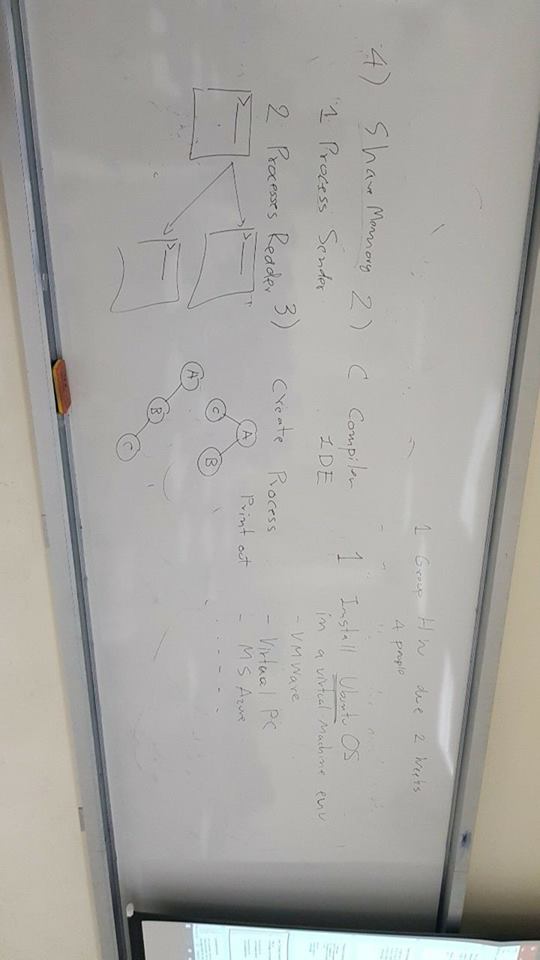 1 Group HW due 2 weeks
4 people
1 Install Ubuntu OS
in a virtual Machine env
- VMWare
- Virtual PC
- MS Azure
2) C Compiler
IDE
3) Create Process
Print out
A
C B
A
B
C
4) Share Memory
1 Process Sender
2 Processes Reader
>
>
>